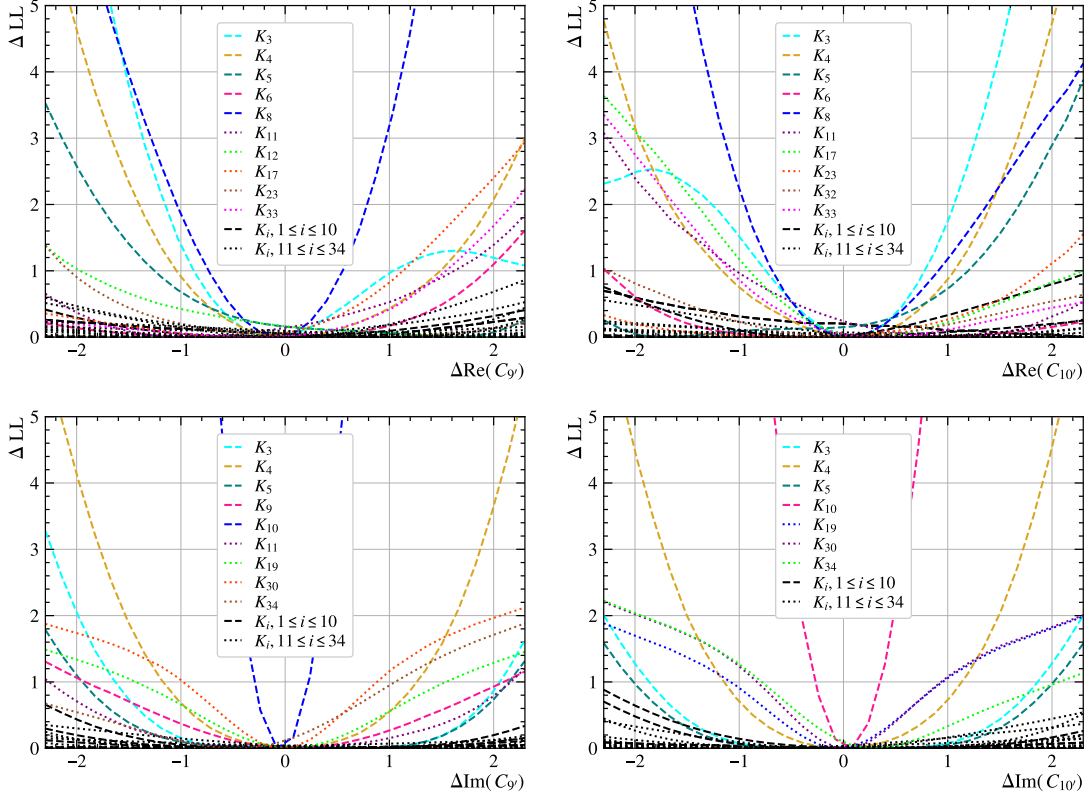 Δ LL
5
4
3
2
1
0
−2
−1
0
1
2
ΔRe(C9′)
K3
K4
K5
K6
K8
K11
K12
K17
K23
K33
Ki, 1 ≤ i ≤ 10
Ki, 11 ≤ i ≤ 34
Δ LL
5
4
3
2
1
0
−2
−1
0
1
2
ΔRe(C10′)
K3
K4
K5
K6
K8
K11
K17
K23
K32
K33
Ki, 1 ≤ i ≤ 10
Ki, 11 ≤ i ≤ 34
Δ LL
5
4
3
2
1
0
−2
−1
0
1
2
ΔIm(C9′)
K3
K4
K5
K9
K10
K11
K19
K30
K34
Ki, 1 ≤ i ≤ 10
Ki, 11 ≤ i ≤ 34
Δ LL
5
4
3
2
1
0
−2
−1
0
1
2
ΔIm(C10′)
K3
K4
K5
K10
K19
K30
K34
Ki, 1 ≤ i ≤ 10
Ki, 11 ≤ i ≤ 34